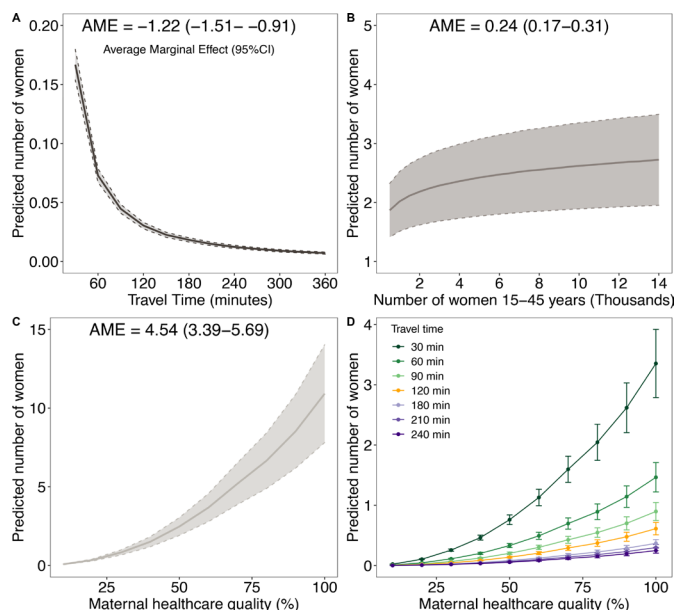 A
AME = −1.22 (−1.51− −0.91)
Average Marginal Effect (95%CI)
Predicted number of women
0.20
0.15
0.10
0.05
0.00
60 120 180 240 300 360
Travel Time (minutes)
B
AME = 0.24 (0.17−0.31)
Predicted number of women
5
4
3
2
1
2 4 6 8 10 12 14
Number of women 15−45 years (Thousands)
C
AME = 4.54 (3.39−5.69)
Predicted number of women
15
10
5
0
25 50 75 100
Maternal healthcare quality (%)
D
Travel time
30 min
60 min
90 min
120 min
180 min
210 min
240 min
Predicted number of women
4
3
2
1
0
10 20 30 40 50 60 70 80 90 100
Maternal healthcare quality (%)